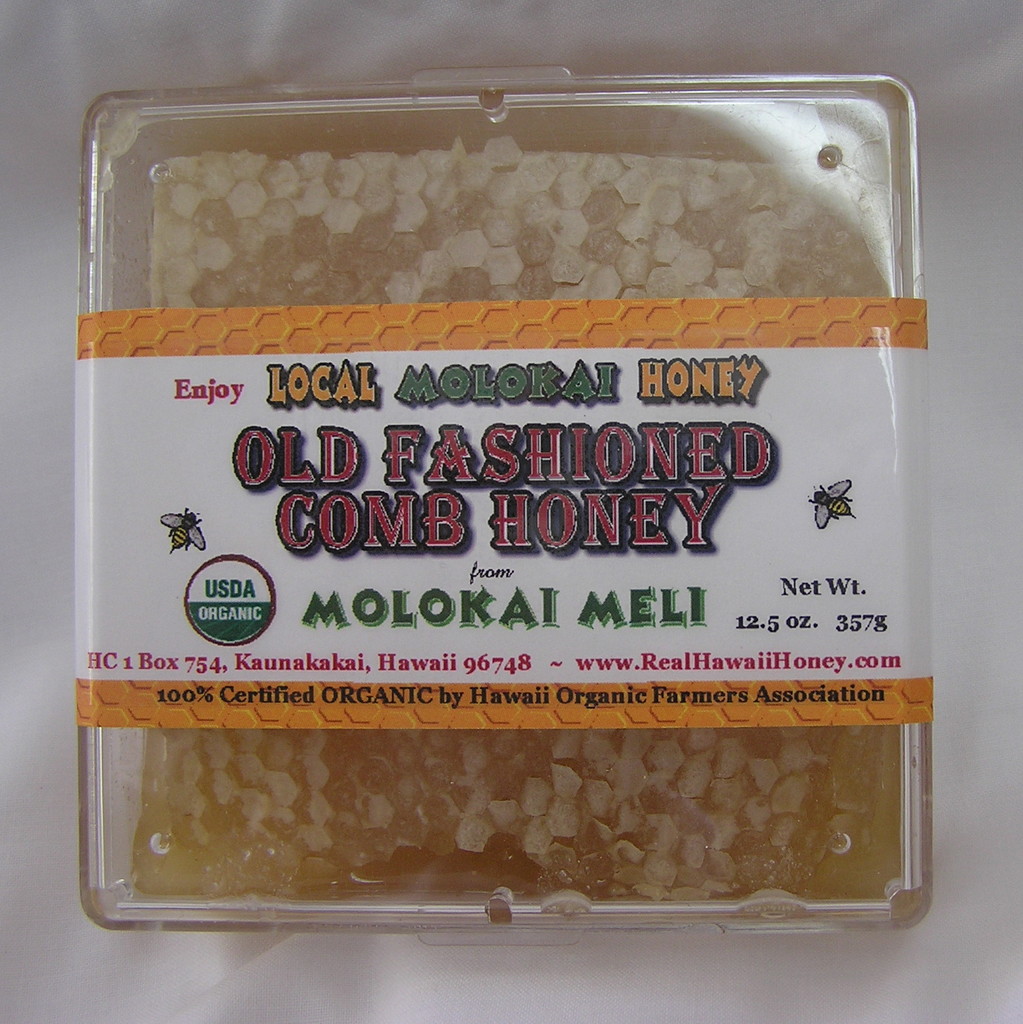 Enjoy LOCAL MOLOKAI HONEY
OLD FASHIONED
COMB HONEY
from
MOLOKAI MELI
USDA
ORGANIC
Net Wt.
12.5 oz. 357g
HC 1 Box 754, Kaunakakai, Hawaii 96748 ~ www.RealHawaiiHoney.com
100% Certified ORGANIC by Hawaii Organic Farmers Association